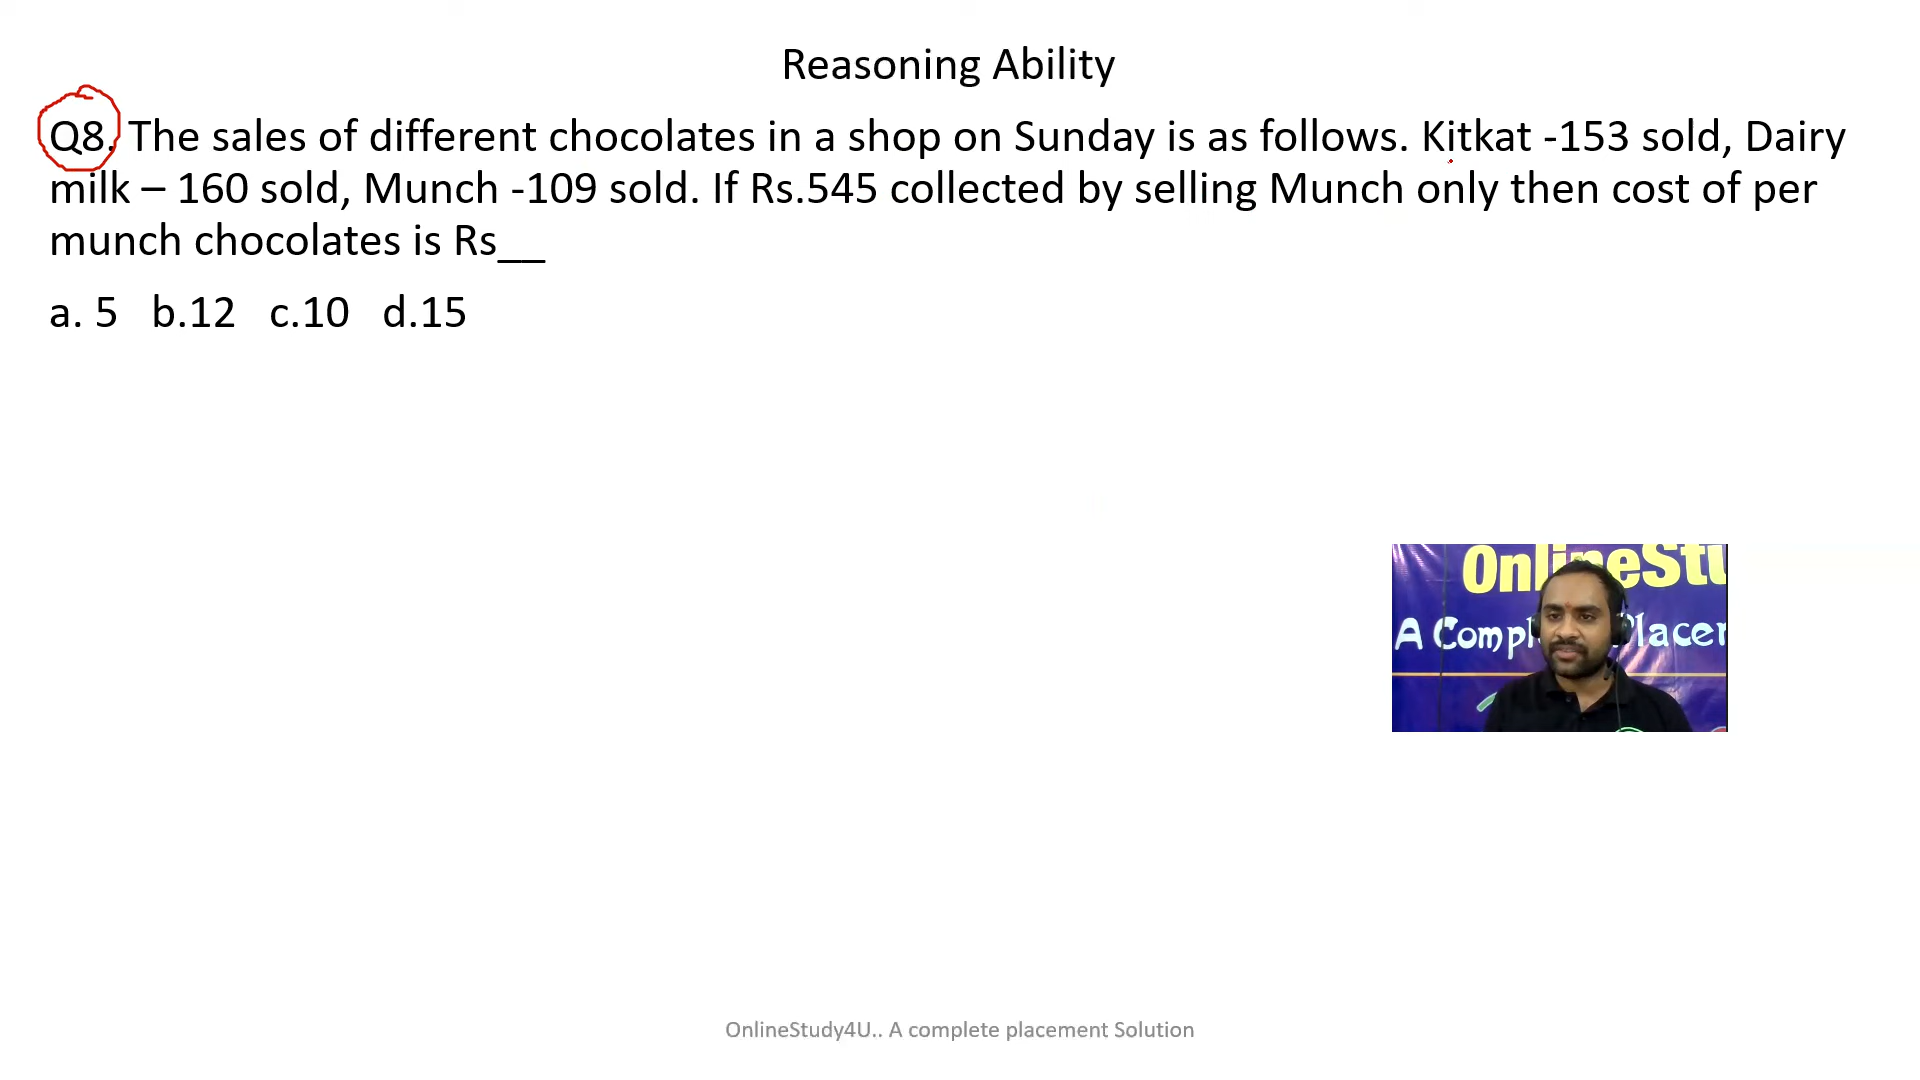 Reasoning Ability
Q8. The sales of different chocolates in a shop on Sunday is as follows. Kitkat -153 sold, Dairy
milk – 160 sold, Munch -109 sold. If Rs.545 collected by selling Munch only then cost of per
munch chocolates is Rs__
a. 5 b.12 c.10 d.15
OnlineStu
A Compl Placer
OnlineStudy4U.. A complete placement Solution